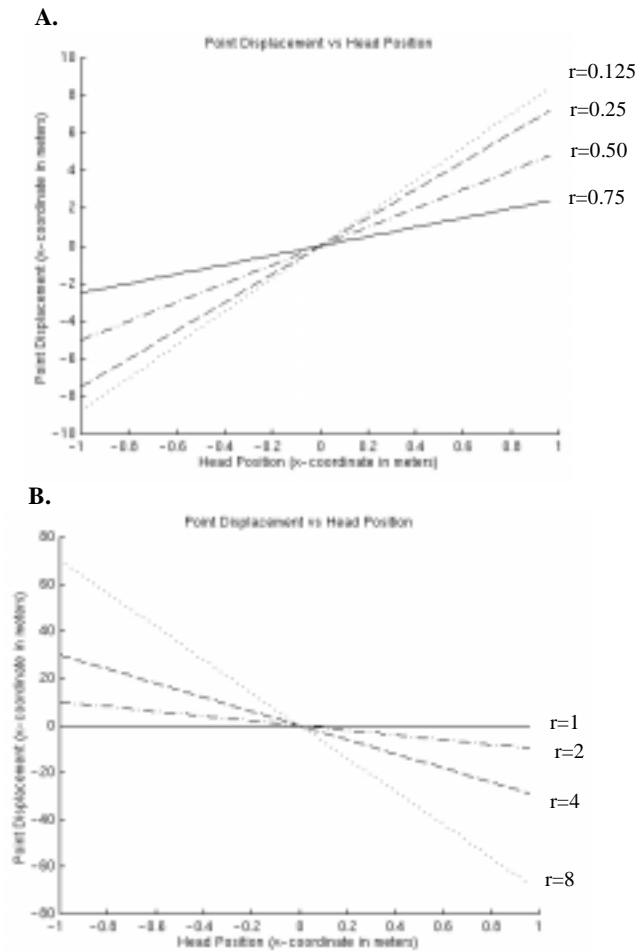 A.
Point Displacement vs Head Position
Point Displacement (x-coordinate in meters)
10
8
6
4
2
0
-2
-4
-6
-8
-10
r=0.125
r=0.25
r=0.50
r=0.75
-1 -0.8 -0.6 -0.4 -0.2 0 0.2 0.4 0.6 0.8 1
Head Position (x-coordinate in meters)
B.
Point Displacement vs Head Position
Point Displacement (x-coordinate in meters)
80
60
40
20
0
-20
-40
-60
-80
r=1
r=2
r=4
r=8
-1 -0.8 -0.6 -0.4 -0.2 0 0.2 0.4 0.6 0.8 1
Head Position (x-coordinate in meters)